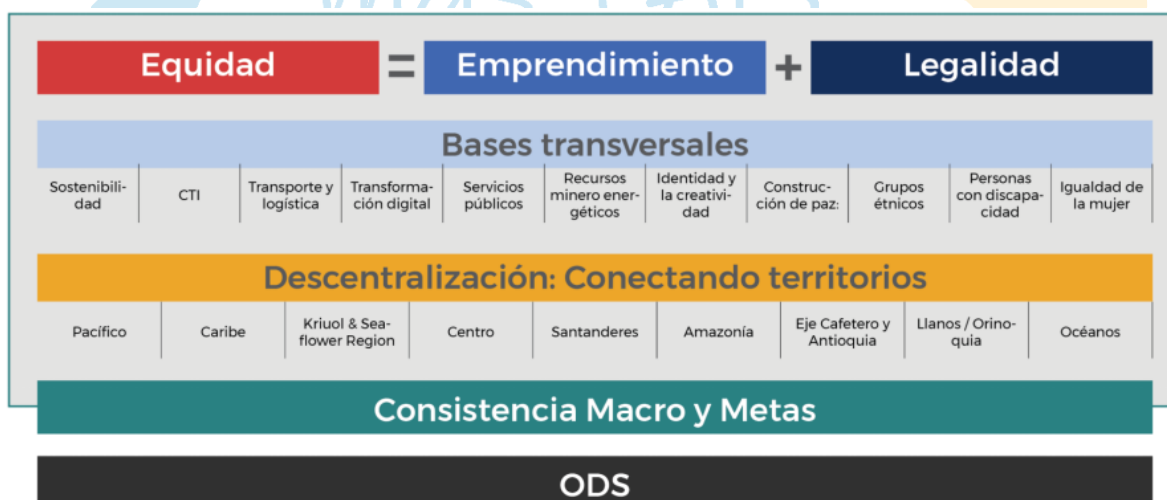 Equidad = Emprendimiento + Legalidad
Bases transversales
Sostenibili-
dad
CTI
Transporte y
logística
Transforma-
ción digital
Servicios
públicos
Recursos
minero ener-
géticos
Identidad y
la creativi-
dad
Construc-
ción de paz:
Grupos
étnicos
Personas
con discapa-
cidad
Igualdad de
la mujer
Descentralización: Conectando territorios
Pacífico
Caribe
Kriuol & Sea-
flower Region
Centro
Santanderes
Amazonía
Eje Cafetero y
Antioquia
Llanos / Orino-
quia
Océanos
Consistencia Macro y Metas
ODS